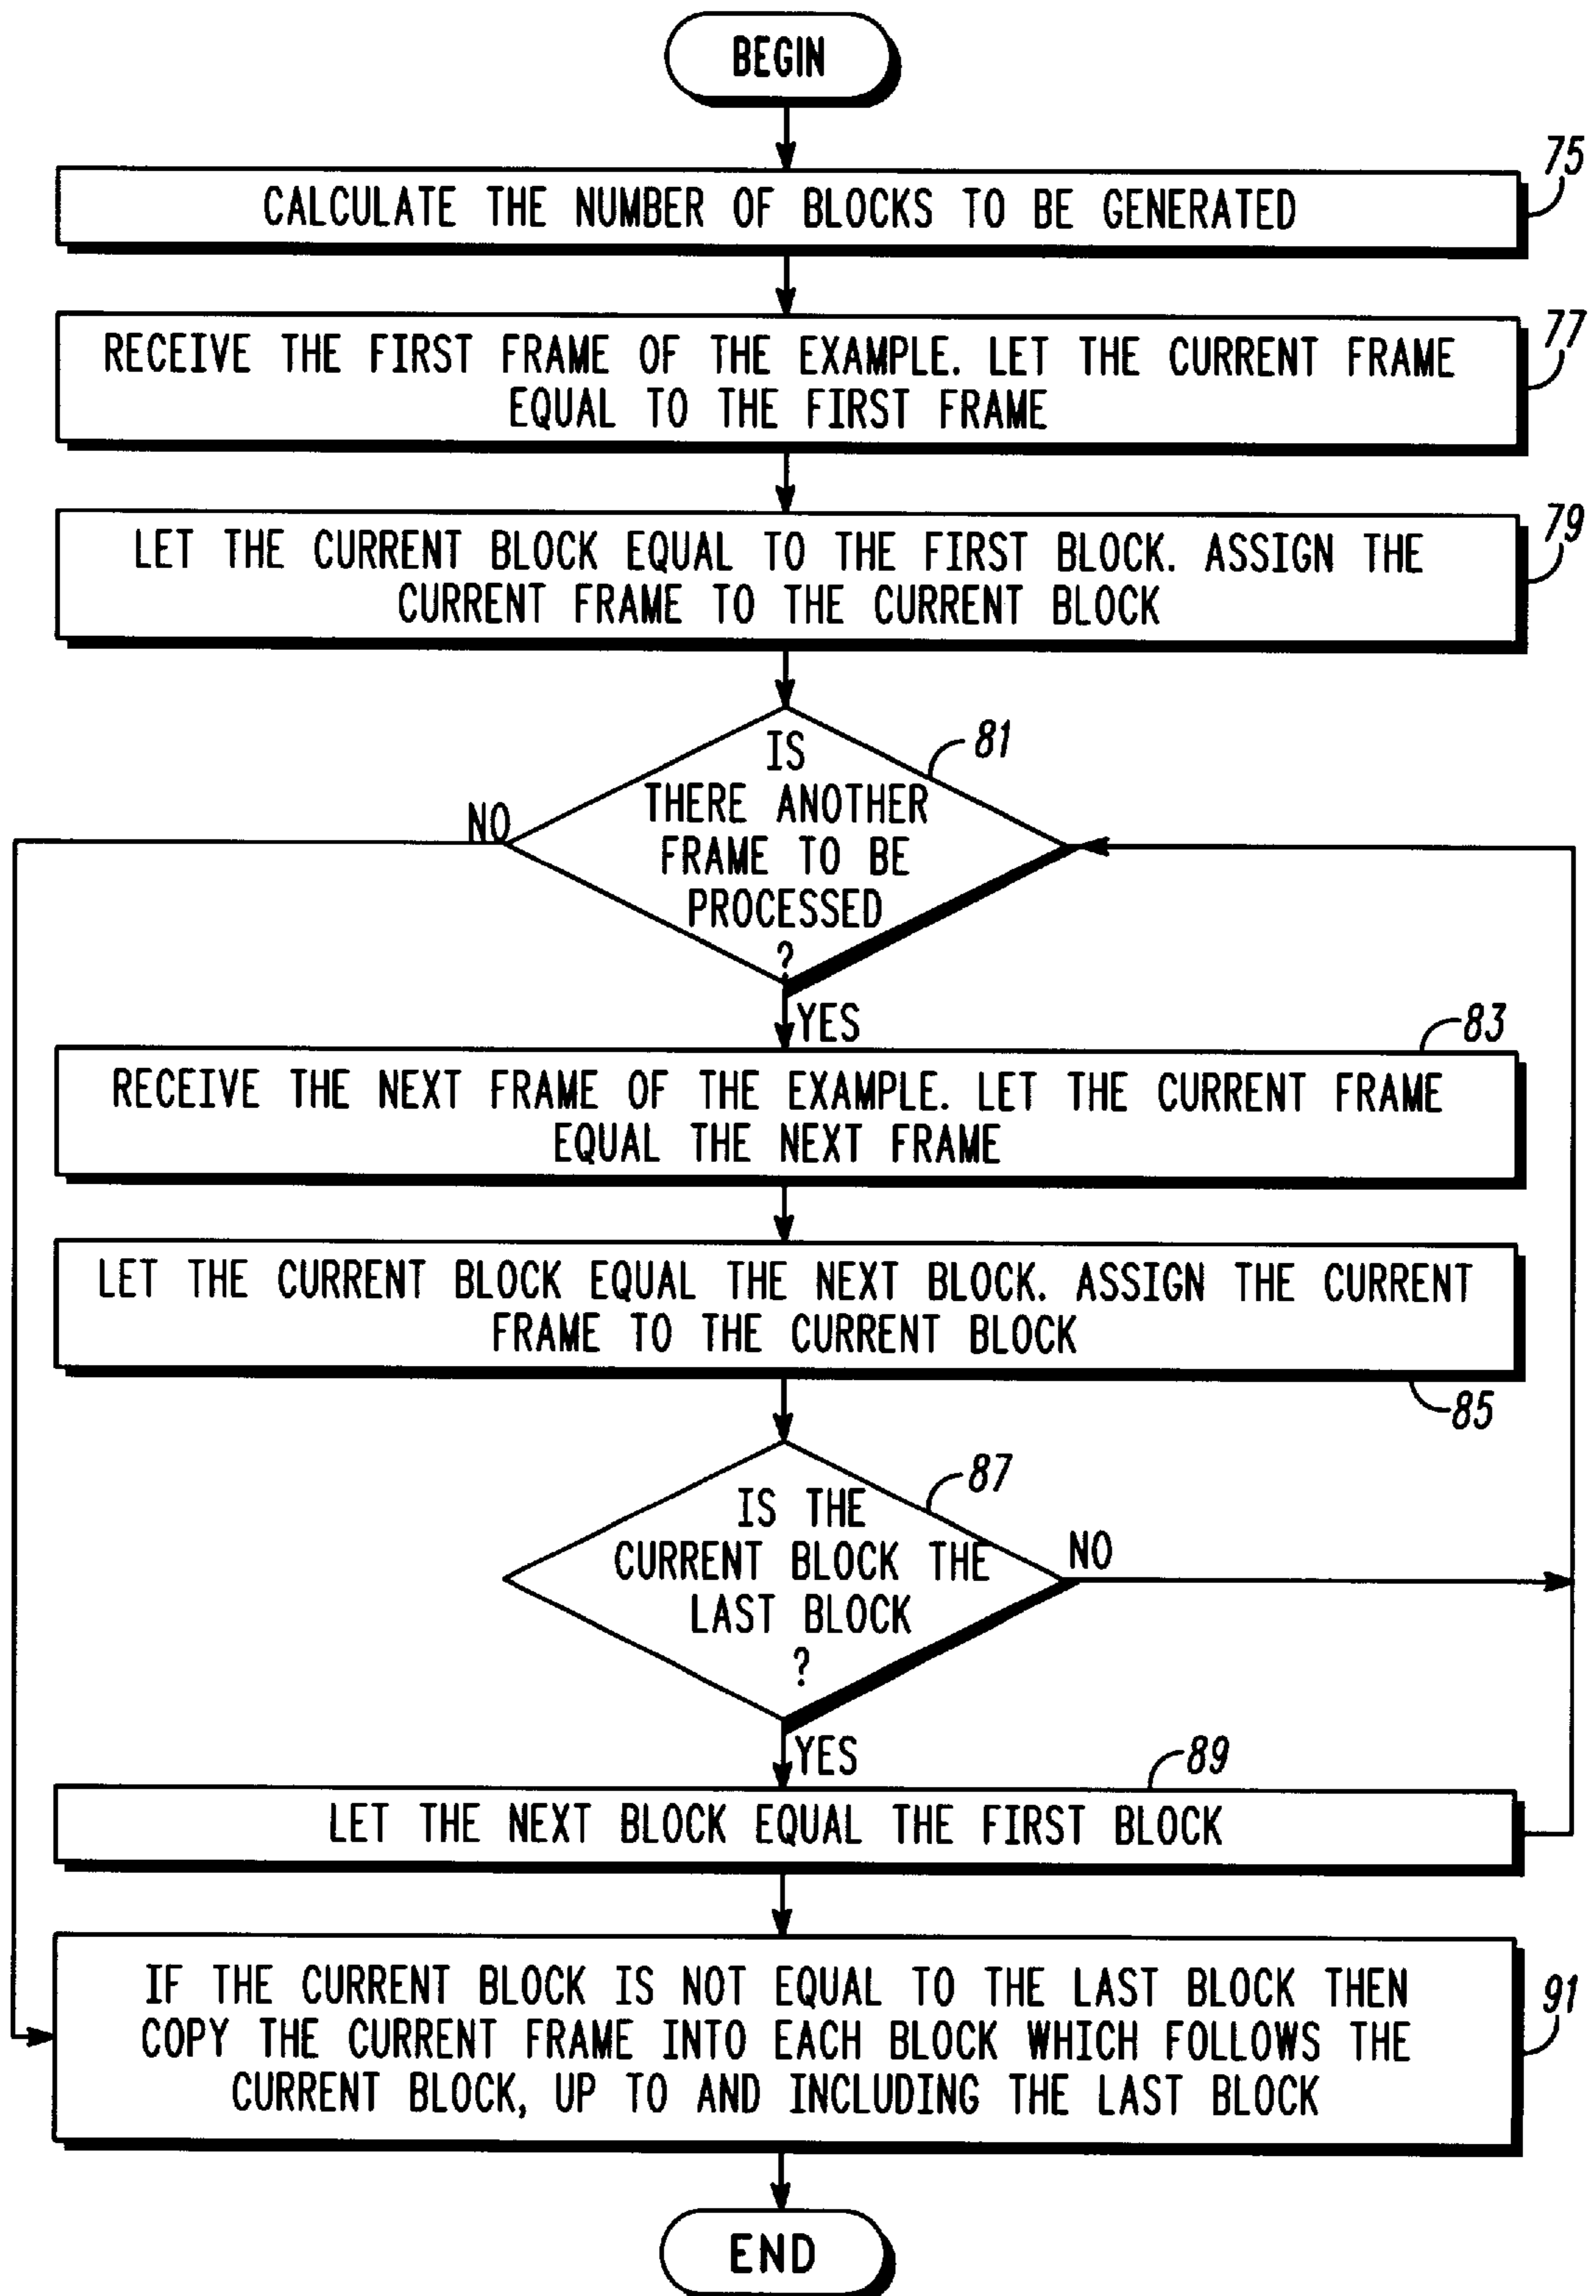 BEGIN
75
CALCULATE THE NUMBER OF BLOCKS TO BE GENERATED
77
RECEIVE THE FIRST FRAME OF THE EXAMPLE. LET THE CURRENT FRAME
EQUAL TO THE FIRST FRAME
79
LET THE CURRENT BLOCK EQUAL TO THE FIRST BLOCK. ASSIGN THE
CURRENT FRAME TO THE CURRENT BLOCK
81
IS
THERE ANOTHER
FRAME TO BE
PROCESSED
?
NO
YES
83
RECEIVE THE NEXT FRAME OF THE EXAMPLE. LET THE CURRENT FRAME
EQUAL THE NEXT FRAME
LET THE CURRENT BLOCK EQUAL THE NEXT BLOCK. ASSIGN THE CURRENT
FRAME TO THE CURRENT BLOCK
85
87
IS THE
CURRENT BLOCK THE
LAST BLOCK
?
NO
YES
89
LET THE NEXT BLOCK EQUAL THE FIRST BLOCK
IF THE CURRENT BLOCK IS NOT EQUAL TO THE LAST BLOCK THEN
COPY THE CURRENT FRAME INTO EACH BLOCK WHICH FOLLOWS THE
CURRENT BLOCK, UP TO AND INCLUDING THE LAST BLOCK
91
END